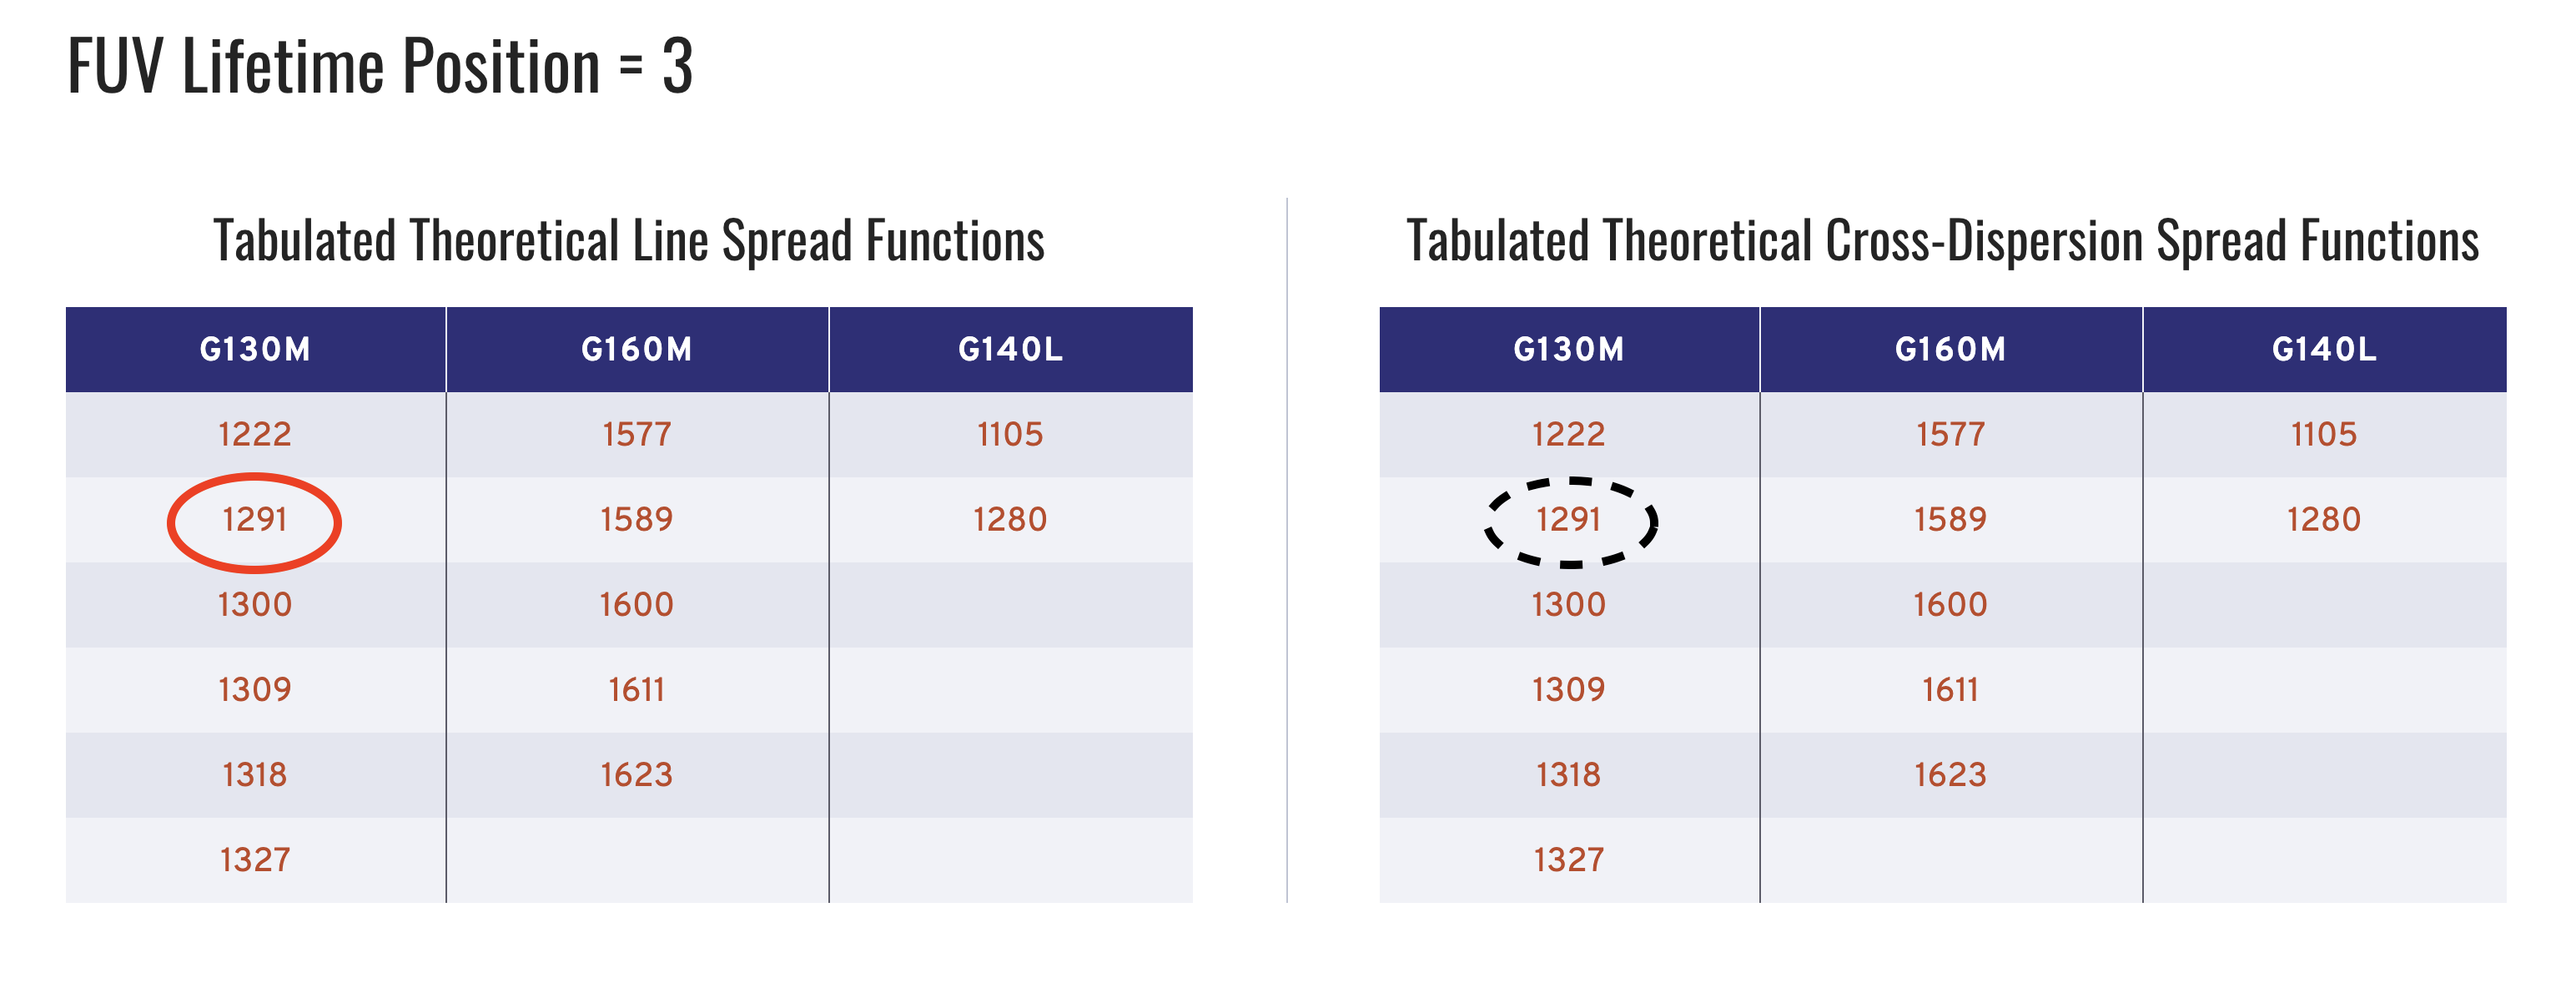 FUV Lifetime Position = 3
Tabulated Theoretical Line Spread Functions
G130M G160M G140L
1222 1577 1105
1291 1589 1280
1300 1600
1309 1611
1318 1623
1327
Tabulated Theoretical Cross-Dispersion Spread Functions
G130M G160M G140L
1222 1577 1105
1291 1589 1280
1300 1600
1309 1611
1318 1623
1327